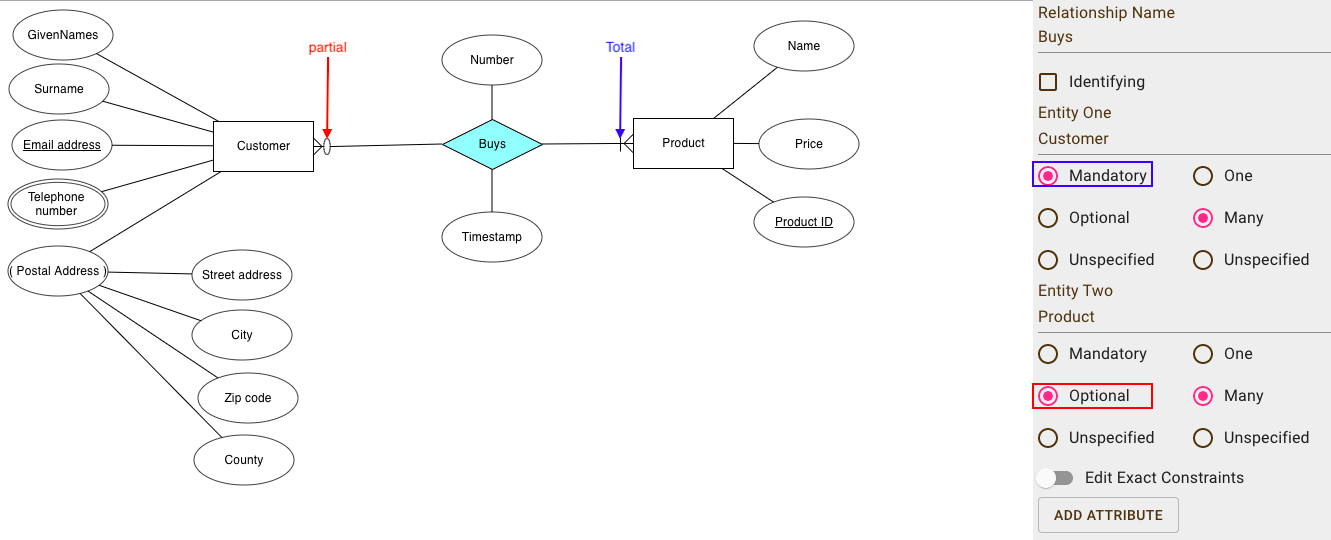 GivenNames
Surname
Email address
Telephone
number
( Postal Address )
Street address
City
Zip code
County
Customer
partial
Number
Buys
Timestamp
Total
Product
Name
Price
Product ID
Relationship Name
Buys
Identifying
Entity One
Customer
Mandatory One
Optional Many
Unspecified Unspecified
Entity Two
Product
Mandatory One
Optional Many
Unspecified Unspecified
Edit Exact Constraints
ADD ATTRIBUTE